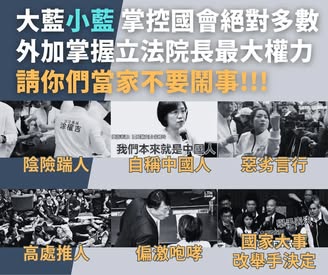 大藍小藍 掌控國會絕對多數
外加掌握立法院長最大權力
請你們當家不要鬧事!!!
我們本來就是中國人
陰險踹人
自稱中國人
惡劣言行
高處推人
偏激咆哮
國家大事
改舉手決定